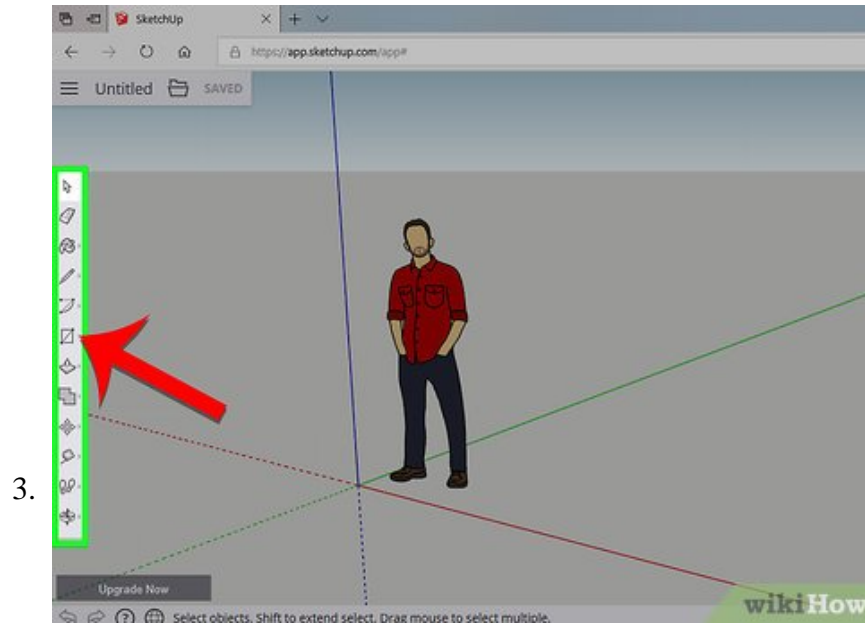 SketchUp
https://app.sketchup.com/app#
Untitled SAVED
3.
Upgrade Now
Select objects. Shift to extend select. Drag mouse to select multiple.
wikiHow